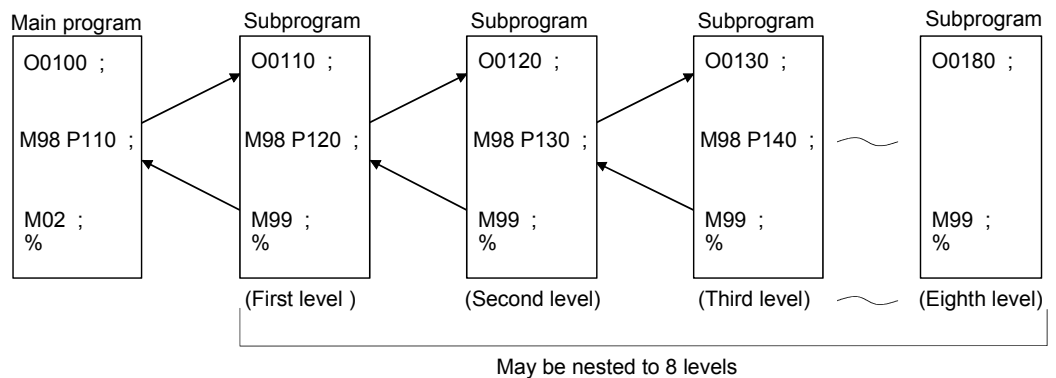 Main program
O0100 ;
M98 P110 ;
M02 ;
%
Subprogram
O0110 ;
M98 P120 ;
M99 ;
%
(First level )
Subprogram
O0120 ;
M98 P130 ;
M99 ;
%
(Second level)
Subprogram
O0130 ;
M98 P140 ;
M99 ;
%
(Third level)
Subprogram
O0180 ;
M99 ;
%
(Eighth level)
May be nested to 8 levels